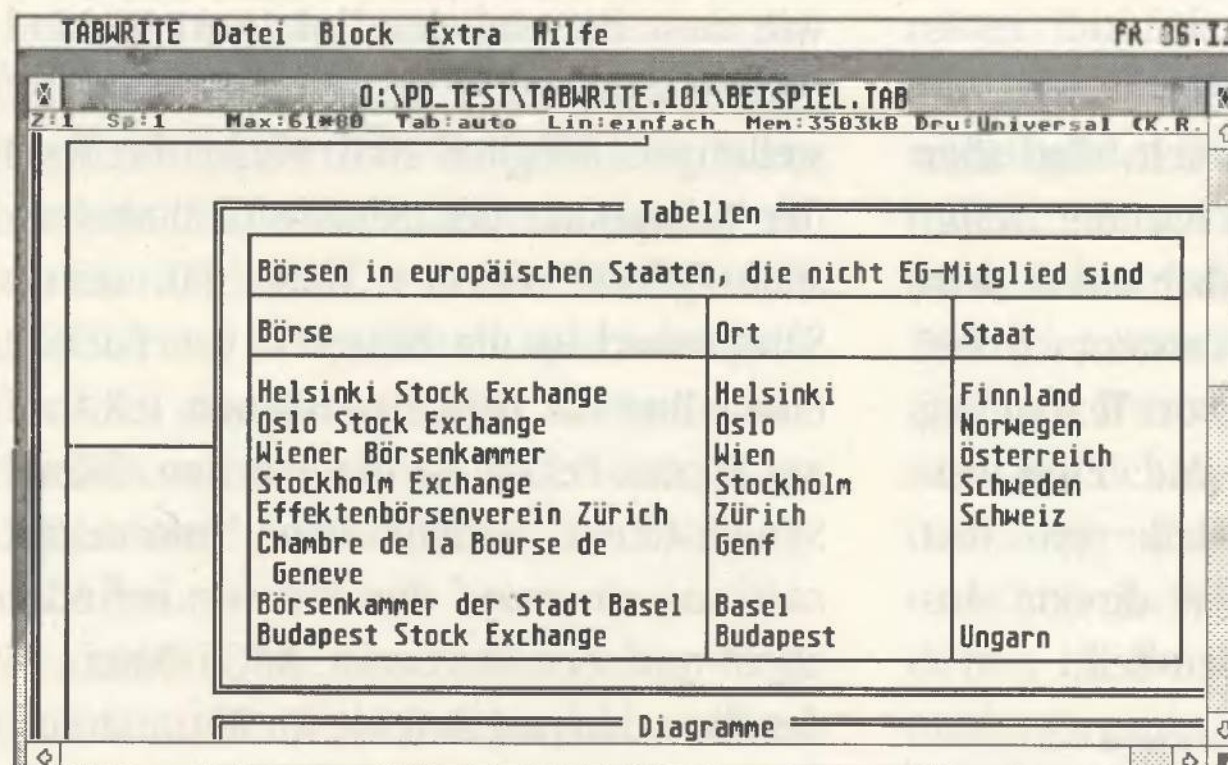 TABWRITE Datei Block Extra Hilfe FR 06.
O:\PD_TEST\TABWRITE.101\BEISPIEL.TAB
Z:1 Sp:1 Max:61*80 Tab:auto Lin:einfach Mem:3503kB Dru:Universal (K.R.
Tabellen
Börsen in europäischen Staaten, die nicht EG-Mitglied sind
Börse Ort Staat
Helsinki Stock Exchange Helsinki Finnland
Oslo Stock Exchange Oslo Norwegen
Wiener Börsenkammer Wien Österreich
Stockholm Exchange Stockholm Schweden
Effektenbörsenverein Zürich Zürich Schweiz
Chambre de la Bourse de Genf
Geneve
Börsenkammer der Stadt Basel Basel
Budapest Stock Exchange Budapest Ungarn
Diagramme